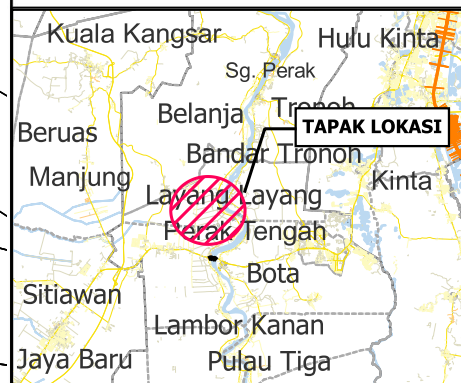 Kuala Kangsar
Hulu Kinta
Sg. Perak
Belanja
Tronoh
TAPAK LOKASI
Beruas
Bandar Tronoh
Manjung
Kinta
Layang Layang
Perak Tengah
Bota
Sitiawan
Lambor Kanan
Jaya Baru
Pulau Tiga